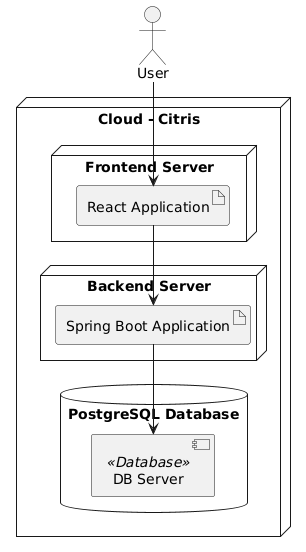 User
Cloud - Citris
Frontend Server
React Application
Backend Server
Spring Boot Application
PostgreSQL Database
«Database»
DB Server